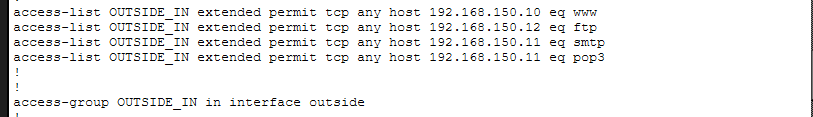 access-list OUTSIDE_IN extended permit tcp any host 192.168.150.10 eq www
access-list OUTSIDE_IN extended permit tcp any host 192.168.150.12 eq ftp
access-list OUTSIDE_IN extended permit tcp any host 192.168.150.11 eq smtp
access-list OUTSIDE_IN extended permit tcp any host 192.168.150.11 eq pop3
!
!
access-group OUTSIDE_IN in interface outside
!